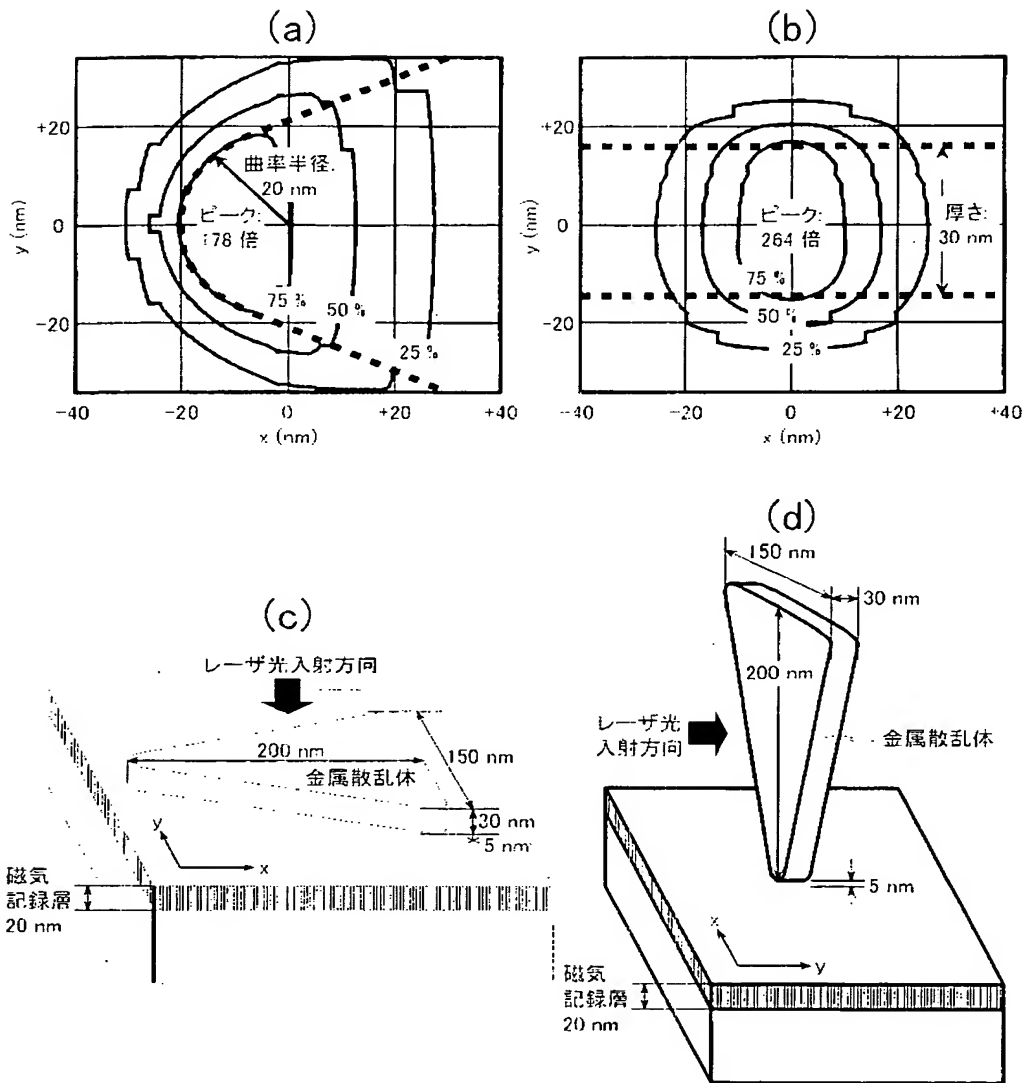 (a)
+20
0
-20
y (nm)
曲率半径:
20 nm
ピーク:
178 倍
75 %
50 %
25 %
-40
-20
0
+20
+40
x (nm)
(b)
+20
0
-20
y (nm)
ピーク:
264 倍
厚さ:
30 nm
75 %
50 %
25 %
-40
-20
0
+20
+40
x (nm)
(c)
レーザ光入射方向
200 nm
金属散乱体
150 nm
30 nm
5 nm
y
x
磁気
記録層
20 nm
(d)
150 nm
30 nm
200 nm
レーザ光
入射方向
金属散乱体
5 nm
x
y
磁気
記録層
20 nm